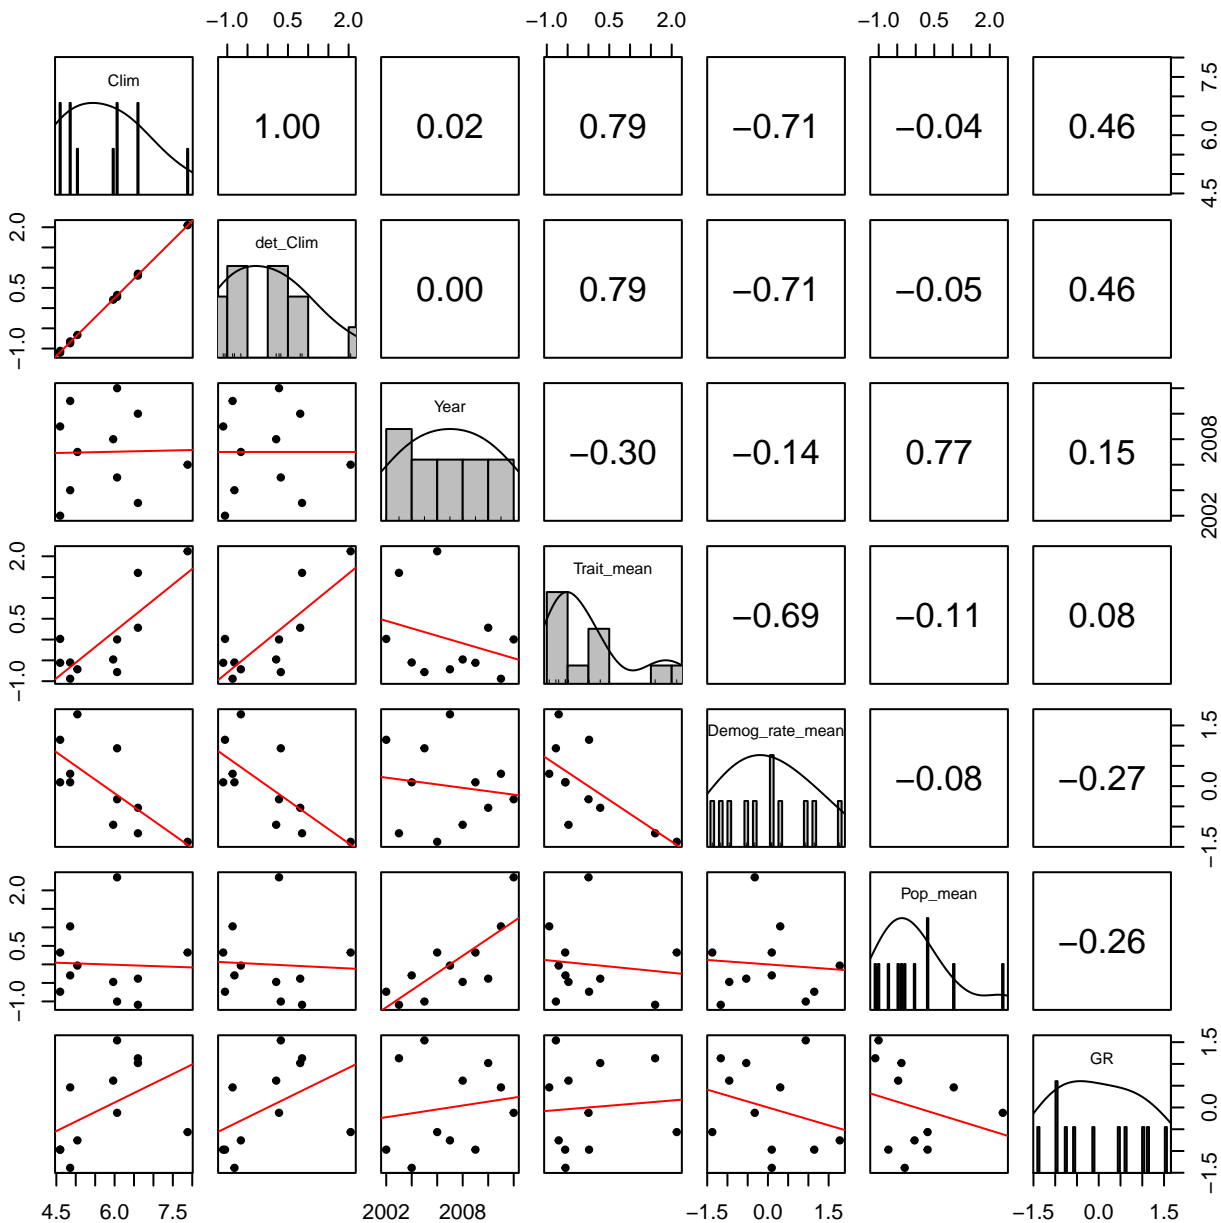 −1.0 0.5 2.0 −1.0 0.5 2.0 −1.0 0.5 2.0
Clim
1.00 0.02 0.79 −0.71 −0.04 0.46
4.5 6.0 7.5
−1.0 0.5 2.0
det_Clim
0.00 0.79 −0.71 −0.05 0.46
Year
−0.30 −0.14 0.77 0.15
2002 2008
−1.0 0.5 2.0
Trait_mean
−0.69 −0.11 0.08
Demog_rate_mean
−0.08 −0.27
−1.5 0.0 1.5
−1.0 0.5 2.0
Pop_mean
−0.26
GR
−1.5 0.0 1.5
4.5 6.0 7.5 2002 2008 −1.5 0.0 1.5 −1.5 0.0 1.5